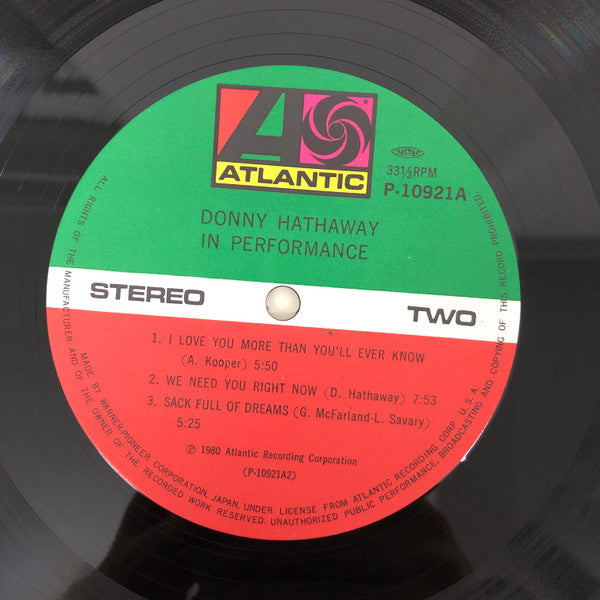 ATLANTIC
JASRAC
33⅓RPM
P-10921A
DONNY HATHAWAY
IN PERFORMANCE
STEREO
TWO
1. I LOVE YOU MORE THAN YOU'LL EVER KNOW
(A. Kooper) 5:50
2. WE NEED YOU RIGHT NOW (D. Hathaway) 7:53
3. SACK FULL OF DREAMS (G. McFarland-L. Savary)
5:25
Ⓟ 1980 Atlantic Recording Corporation
(P-10921A2)
MADE BY WARNER-PIONEER CORPORATION, JAPAN, UNDER LICENSE FROM ATLANTIC RECORDING CORP. U.S.A.
ALL RIGHTS OF THE MANUFACTURER AND OF THE OWNER OF THE RECORDED WORK RESERVED. UNAUTHORIZED PUBLIC PERFORMANCE, BROADCASTING AND COPYING OF THIS RECORD PROHIBITED.